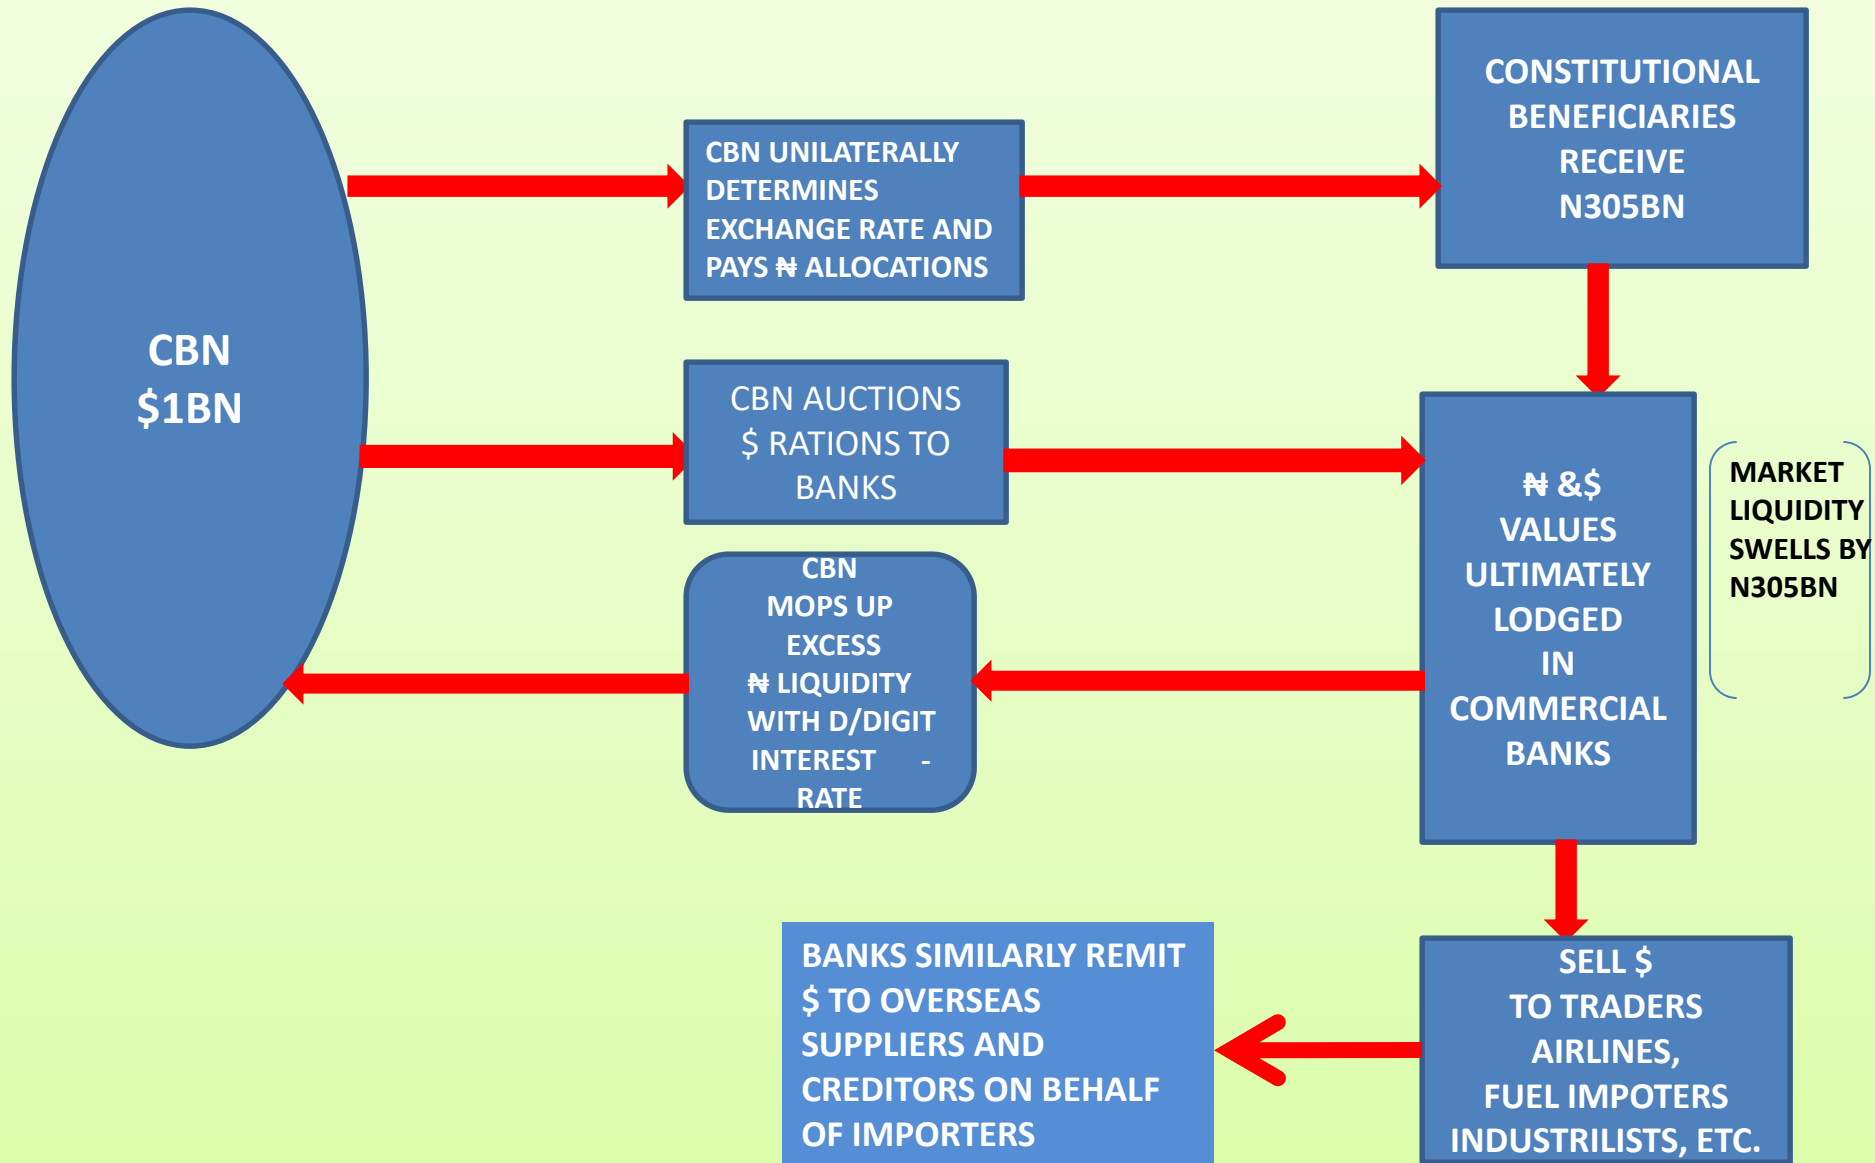 CBN
$1BN
CBN UNILATERALLY
DETERMINES
EXCHANGE RATE AND
PAYS ₦ ALLOCATIONS
CONSTITUTIONAL
BENEFICIARIES
RECEIVE
N305BN
CBN AUCTIONS
$ RATIONS TO
BANKS
₦ &$
VALUES
ULTIMATELY
LODGED
IN
COMMERCIAL
BANKS
MARKET
LIQUIDITY
SWELLS BY
N305BN
CBN
MOPS UP
EXCESS
₦ LIQUIDITY
WITH D/DIGIT
INTEREST -
RATE
SELL $
TO TRADERS
AIRLINES,
FUEL IMPOTERS
INDUSTRILISTS, ETC.
BANKS SIMILARLY REMIT
$ TO OVERSEAS
SUPPLIERS AND
CREDITORS ON BEHALF
OF IMPORTERS